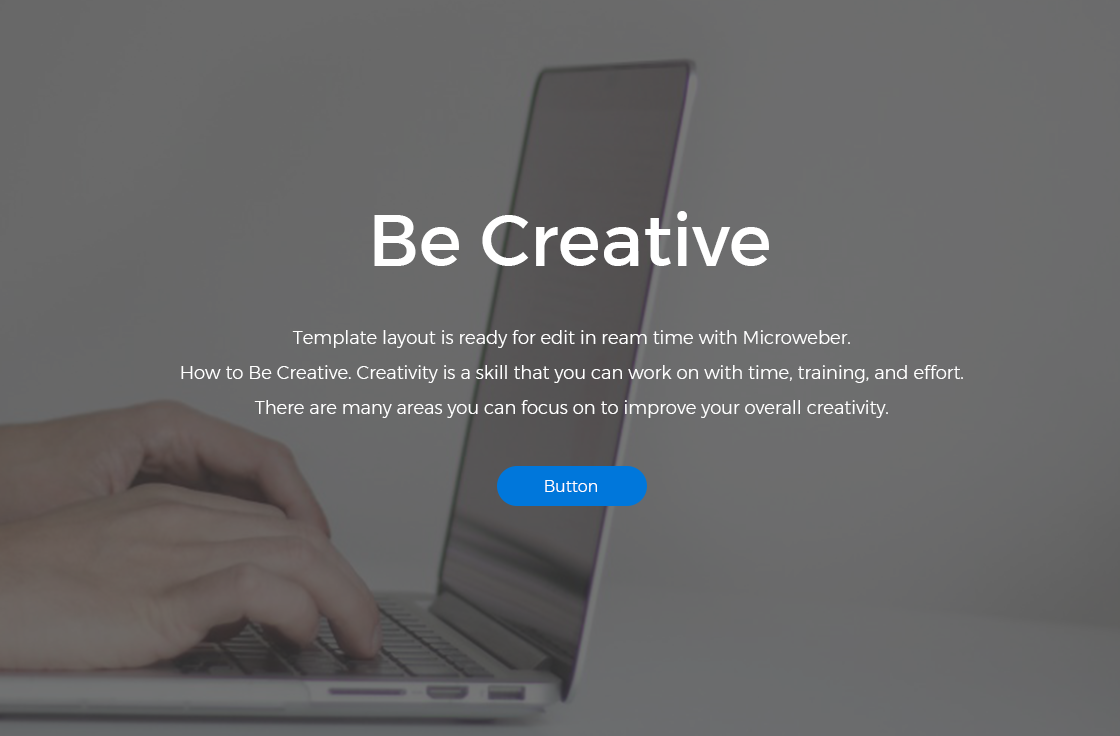 Be Creative
Template layout is ready for edit in ream time with Microweber.
How to Be Creative. Creativity is a skill that you can work on with time, training, and effort.
There are many areas you can focus on to improve your overall creativity.
Button